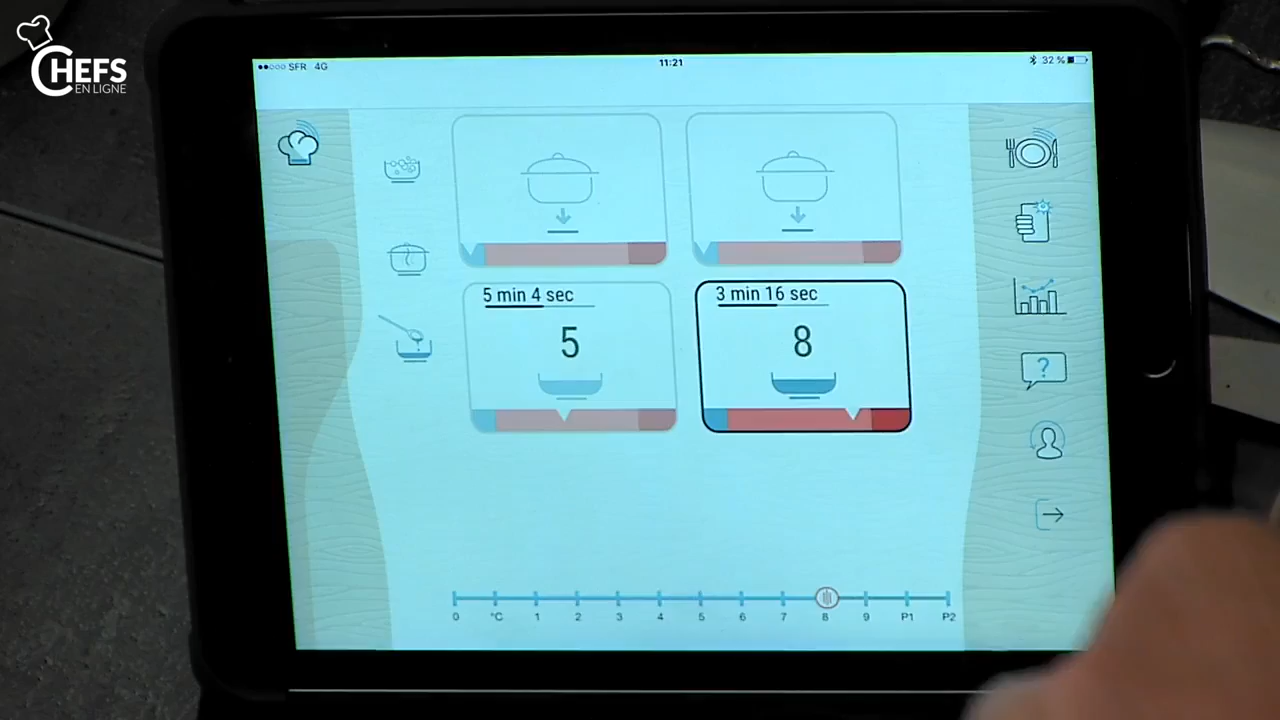 CHEFS
EN LIGNE
SFR 4G
11:21
32 %
5 min 4 sec
5
3 min 16 sec
8
?
0 °C 1 2 3 4 5 6 7 8 9 P1 P2